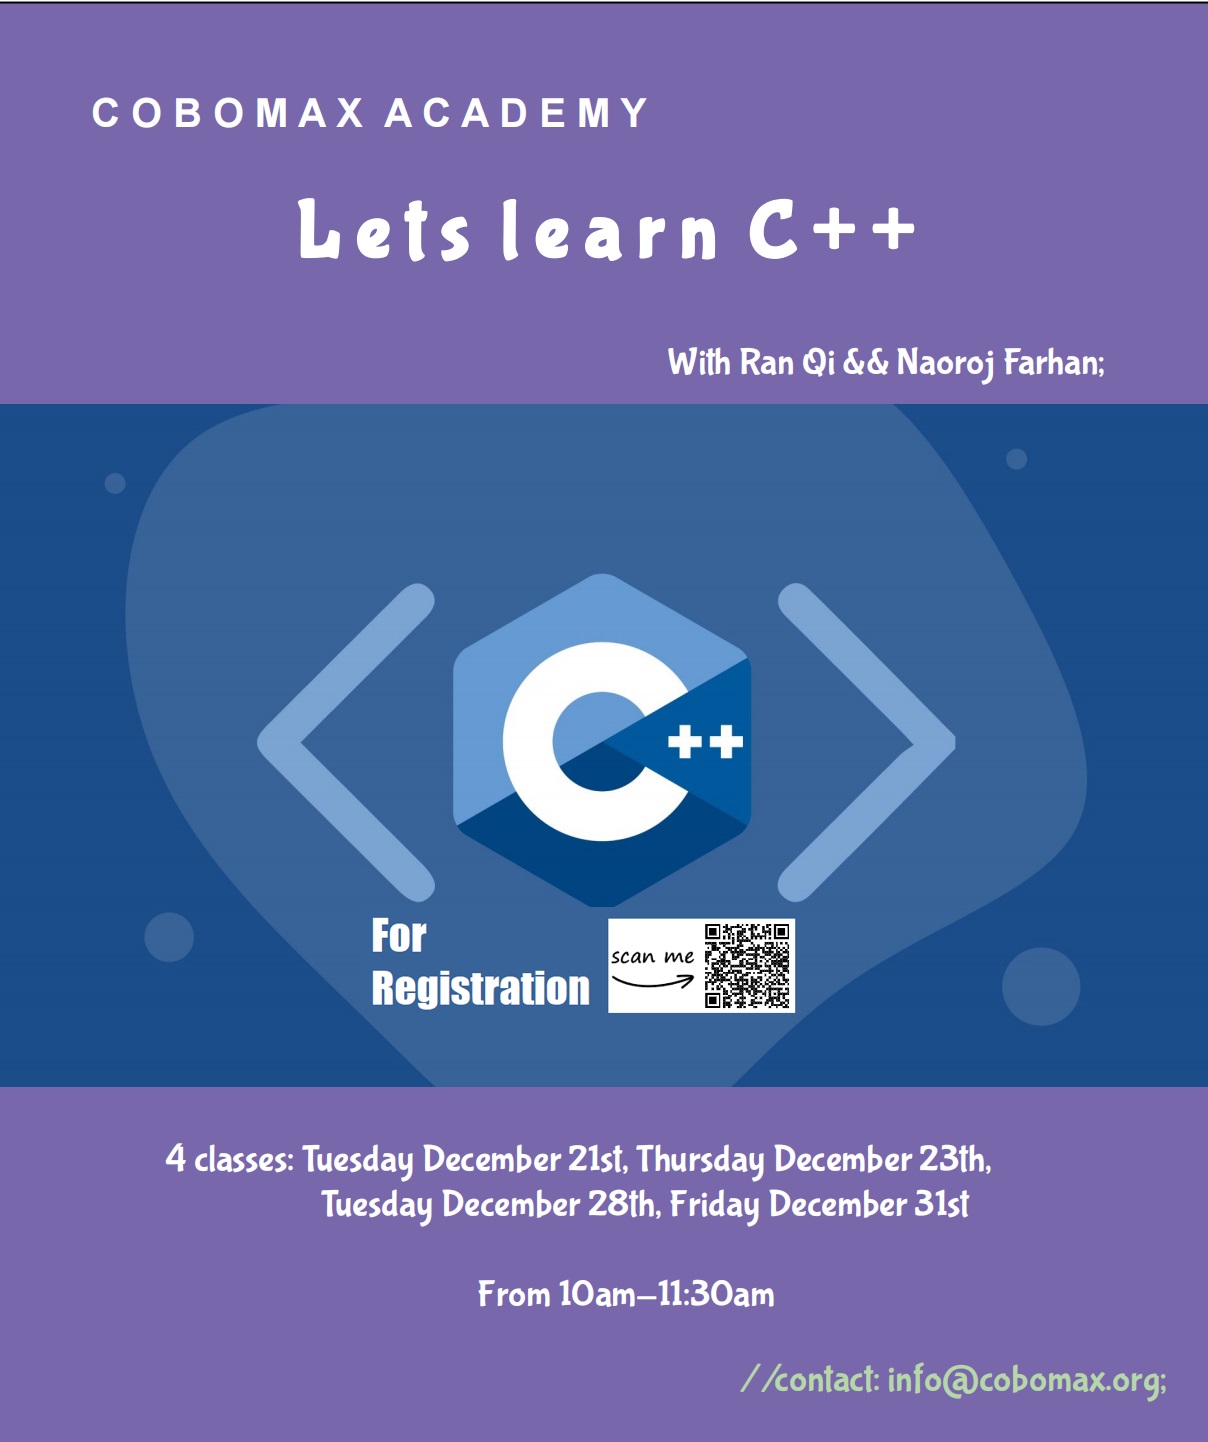 COBOMAX ACADEMY
Lets learn C++
With Ran Qi && Naoroj Farhan;
C++
For
Registration
scan me
4 classes: Tuesday December 21st, Thursday December 23th,
Tuesday December 28th, Friday December 31st
From 10am-11:30am
//contact: info@cobomax.org;